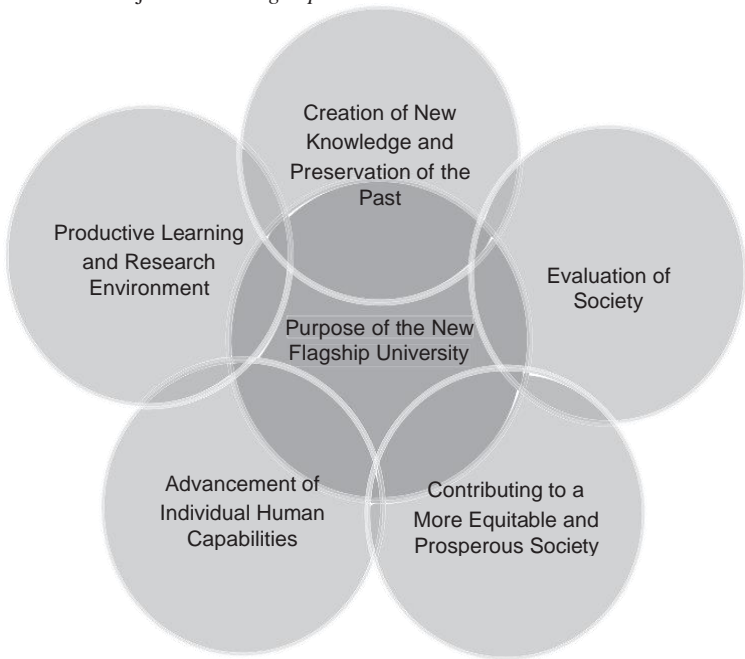 Creation of New
Knowledge and
Preservation of the
Past
Productive Learning
and Research
Environment
Evaluation of
Society
Purpose of the New
Flagship University
Advancement of
Individual Human
Capabilities
Contributing to a
More Equitable and
Prosperous Society